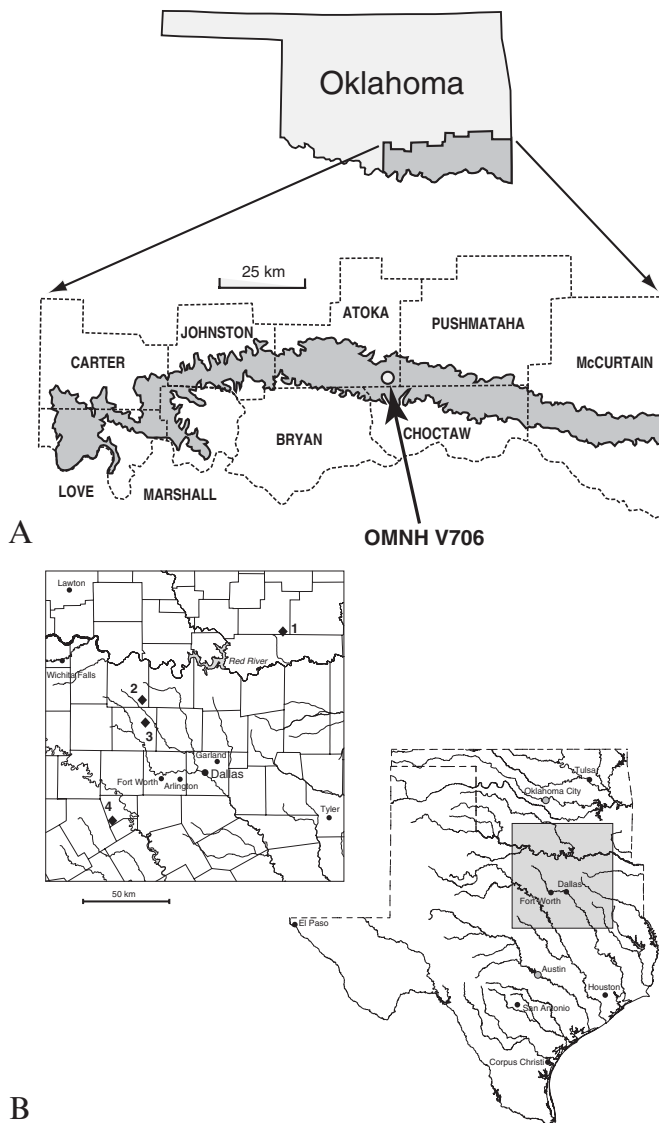 Oklahoma
25 km
ATOKA
PUSHMATAHA
JOHNSTON
McCURTAIN
CARTER
BRYAN
CHOCTAW
LOVE
MARSHALL
A
OMNH V706
Lawton
1
Red River
Wichita Falls
2
3
Garland
Dallas
Fort Worth
Arlington
4
Tyler
50 km
Tulsa
Oklahoma City
Dallas
Fort Worth
El Paso
Austin
Houston
San Antonio
Corpus Christi
B